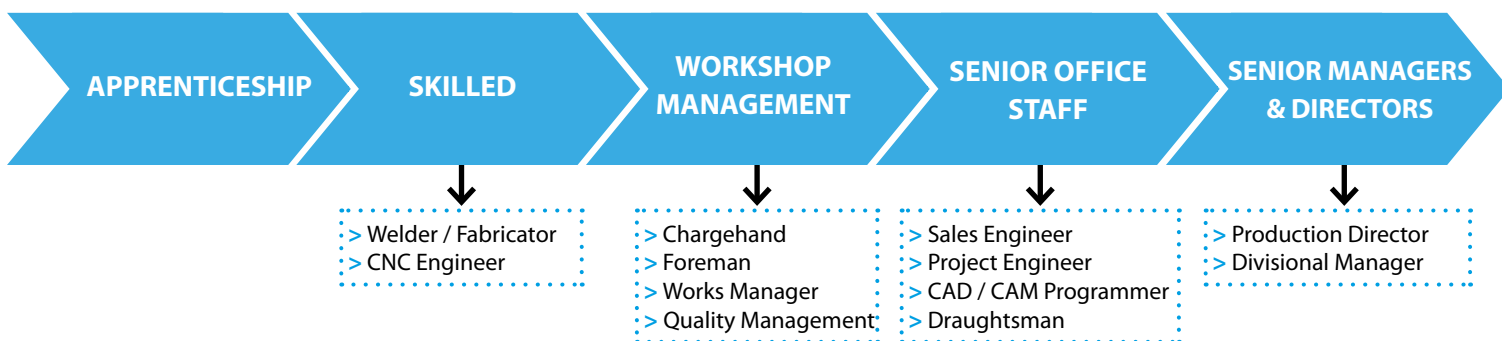 APPRENTICESHIP
SKILLED
WORKSHOP
MANAGEMENT
SENIOR OFFICE
STAFF
SENIOR MANAGERS
& DIRECTORS
> Welder / Fabricator
> CNC Engineer
> Chargehand
> Foreman
> Works Manager
> Quality Management
> Sales Engineer
> Project Engineer
> CAD / CAM Programmer
> Draughtsman
> Production Director
> Divisional Manager